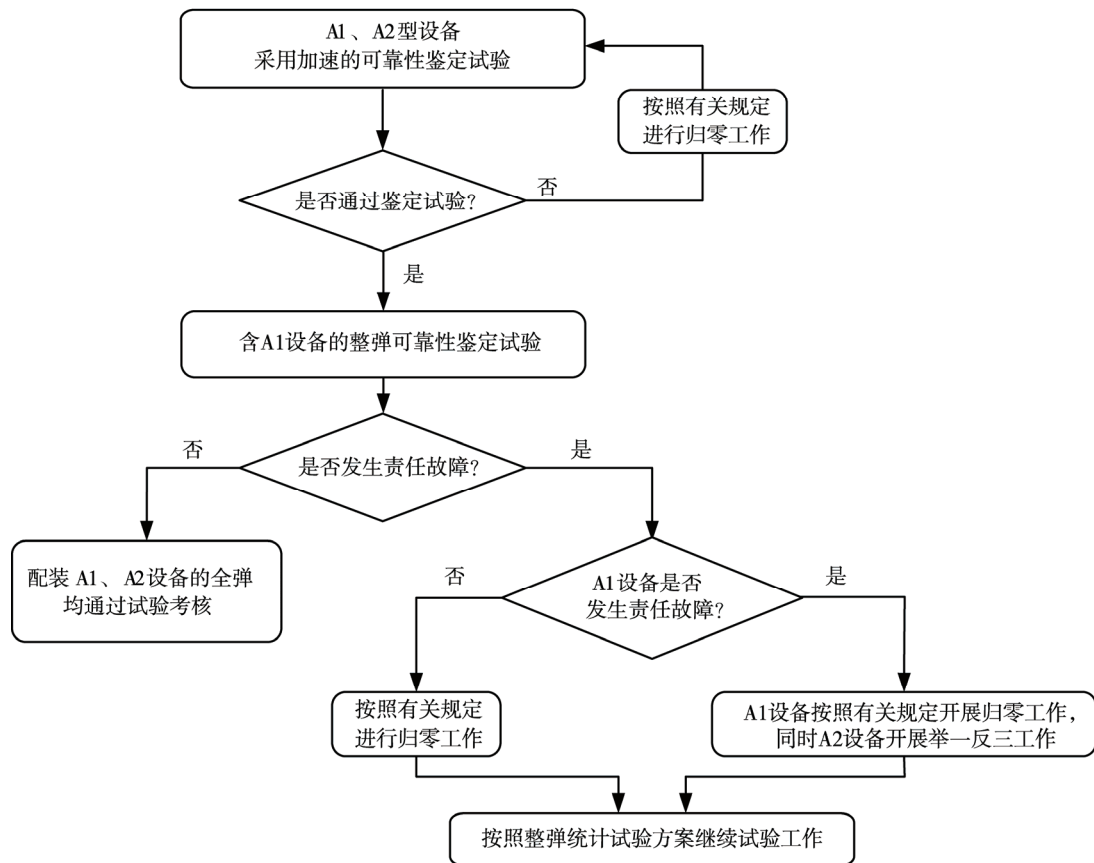 A1、A2型设备
采用加速的可靠性鉴定试验
按照有关规定
进行归零工作
是否通过鉴定试验?
否
是
含A1设备的整弹可靠性鉴定试验
否
是否发生责任故障?
是
配装 A1、A2设备的全弹
均通过试验考核
否
A1设备是否
发生责任故障?
是
按照有关规定
进行归零工作
A1设备按照有关规定开展归零工作,
同时A2设备开展举一反三工作
按照整弹统计试验方案继续试验工作